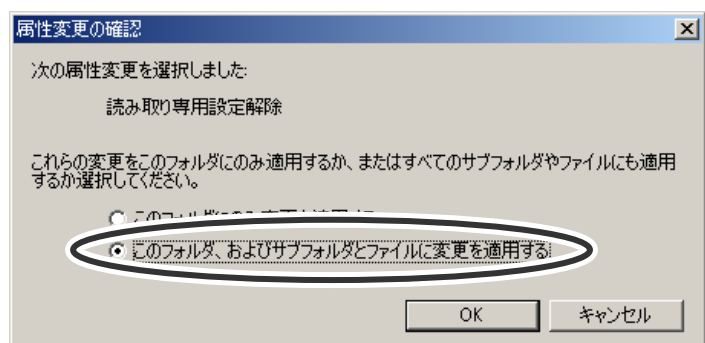 属性変更の確認
次の属性変更を選択しました:
読み取り専用設定解除
これらの変更をこのフォルダにのみ適用するか、またはすべてのサブフォルダやファイルにも適用
するか選択してください。
このフォルダ、およびサブフォルダとファイルに変更を適用する
OK
キャンセル